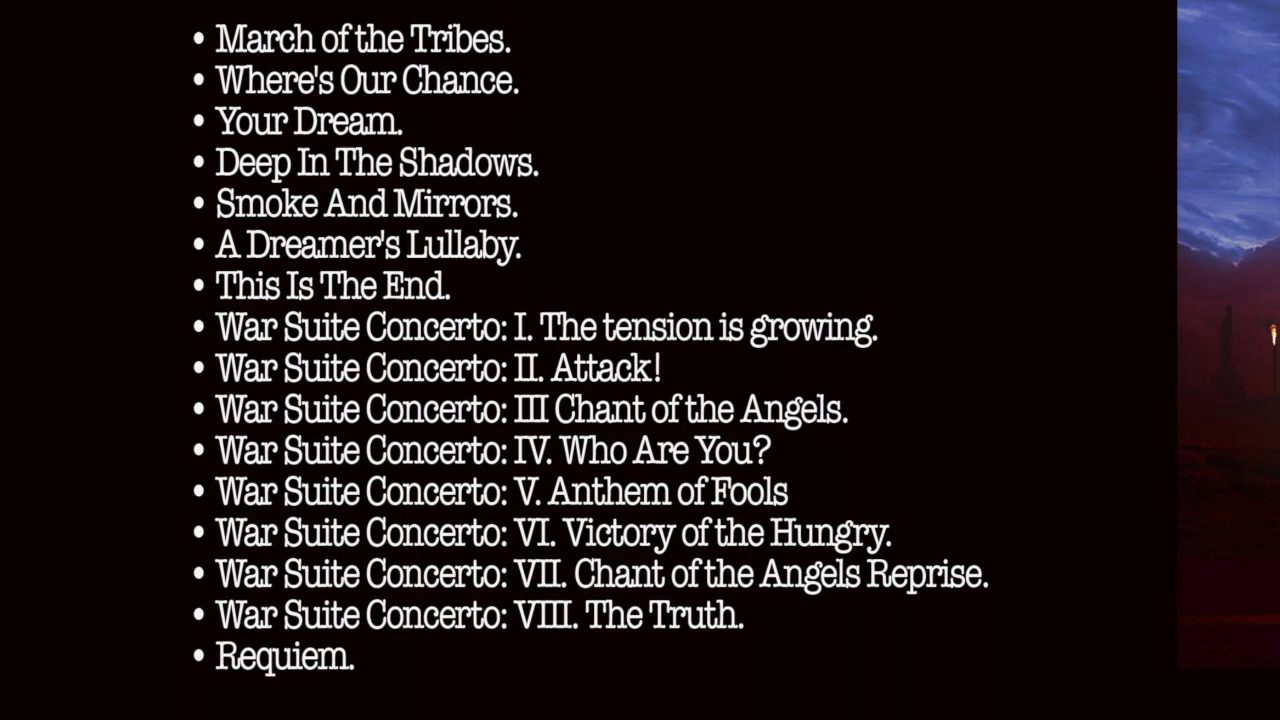 • March of the Tribes.
• Where's Our Chance.
• Your Dream.
• Deep In The Shadows.
• Smoke And Mirrors.
• A Dreamer's Lullaby.
• This Is The End.
• War Suite Concerto: I. The tension is growing.
• War Suite Concerto: II. Attack!
• War Suite Concerto: III Chant of the Angels.
• War Suite Concerto: IV. Who Are You?
• War Suite Concerto: V. Anthem of Fools
• War Suite Concerto: VI. Victory of the Hungry.
• War Suite Concerto: VII. Chant of the Angels Reprise.
• War Suite Concerto: VIII. The Truth.
• Requiem.